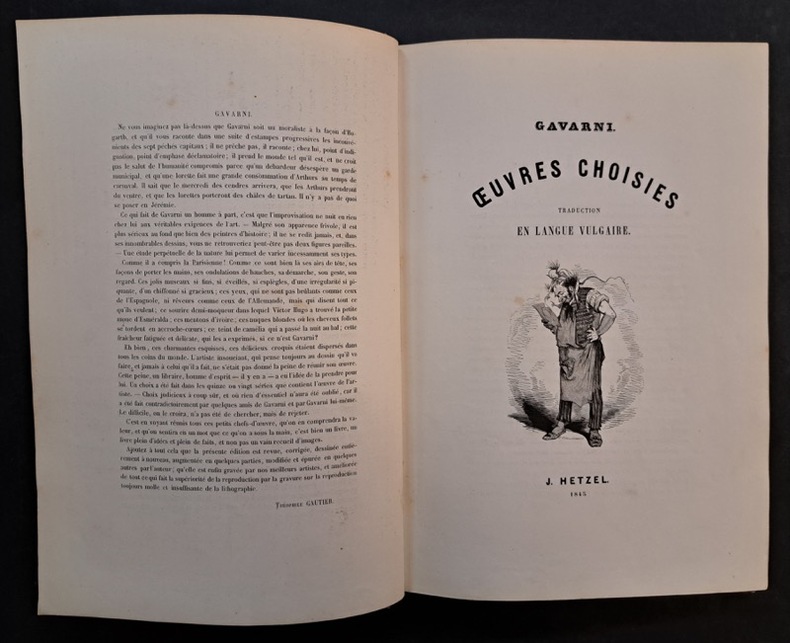 GAVARNI.
Ne vous imaginez pas là-dessus que Gavarni soit un moraliste à la façon d'Ho-
garth, et qu'il vous raconte dans une suite d'estampes progressives les inconvé-
nients des sept péchés capitaux ; il ne prêche pas, il raconte ; chez lui, point d'indi-
gnation, point d'emphase déclamatoire ; il prend le monde tel qu'il est, et ne croit
pas le salut de l'humanité compromis parce qu'un débardeur désespère un garde
municipal, et qu'une lorette fait une grande consommation d'Arthurs au temps de
carnaval. Il sait que le mercredi des cendres arrivera, que les Arthurs prendront
du ventre, et que les lorettes porteront des châles de tartan. Il n'y a pas de quoi
se poser en Jérémie.
Ce qui fait de Gavarni un homme à part, c'est que l'improvisation ne nuit en rien
chez lui aux véritables exigences de l'art. — Malgré son apparence frivole, il est
plus sérieux au fond que bien des peintres d'histoire ; il ne se redit jamais, et, dans
ses innombrables dessins, vous ne retrouveriez peut-être pas deux figures pareilles.
— Une étude perpétuelle de la nature lui permet de varier incessamment ses types.
Comme il a compris la Parisienne ! Comme ce sont bien là ses airs de tête, ses
façons de porter les mains, ses ondulations de hanches, sa démarche, son geste, son
regard. Ces jolis museaux si fins, si éveillés, si espiègles, d'une irrégularité si pi-
quante, d'un chiffonné si gracieux ; ces yeux, qui ne sont pas brûlants comme ceux
de l'Espagnole, ni rêveurs comme ceux de l'Allemande, mais qui disent tout ce
qu'ils veulent ; ce sourire demi-moqueur dans lequel Victor Hugo a trouvé la petite
moue d'Esméralda ; ces mentons d'ivoire ; ces nuques blondes où les cheveux follets
se tordent en accroche-cœurs ; ce teint de camélia qui a passé la nuit au bal ; cette
fraîcheur fatiguée et délicate, qui les a exprimés, si ce n'est Gavarni ?
Eh bien, ces charmantes esquisses, ces délicieux croquis étaient dispersés dans
tous les coins du monde. L'artiste insouciant, qui pense toujours au dessin qu'il va
faire, et jamais à celui qu'il a fait, ne s'était pas donné la peine de réunir son œuvre.
Cette peine, un libraire, homme d'esprit — il y en a — a eu l'idée de la prendre pour
lui. Un choix a été fait dans les quinze ou vingt séries que contient l'œuvre de l'ar-
tiste. — Choix judicieux à coup sûr, et où rien d'essentiel n'aura été oublié, car il
a été fait contradictoirement par quelques amis de Gavarni et par Gavarni lui-même.
Le difficile, on le croira, n'a pas été de chercher, mais de rejeter.
C'est en voyant réunis tous ces petits chefs-d'œuvre, qu'on en comprendra la va-
leur, et qu'on sentira en un mot que ce qu'on a sous la main, c'est bien un livre, un
livre plein d'idées et plein de faits, et non pas un vain recueil d'images.
Ajoutez à tout cela que la présente édition est revue, corrigée, dessinée entiè-
rement à nouveau, augmentée en quelques parties, modifiée et épurée en quelques
autres par l'auteur ; qu'elle est enfin gravée par nos meilleurs artistes, et améliorée
de tout ce qui fait la supériorité de la reproduction par la gravure sur la reproduction
toujours molle et insuffisante de la lithographie.
Théophile GAUTIER.
GAVARNI.
ŒUVRES CHOISIES
TRADUCTION
EN LANGUE VULGAIRE.
J. HETZEL.
1845